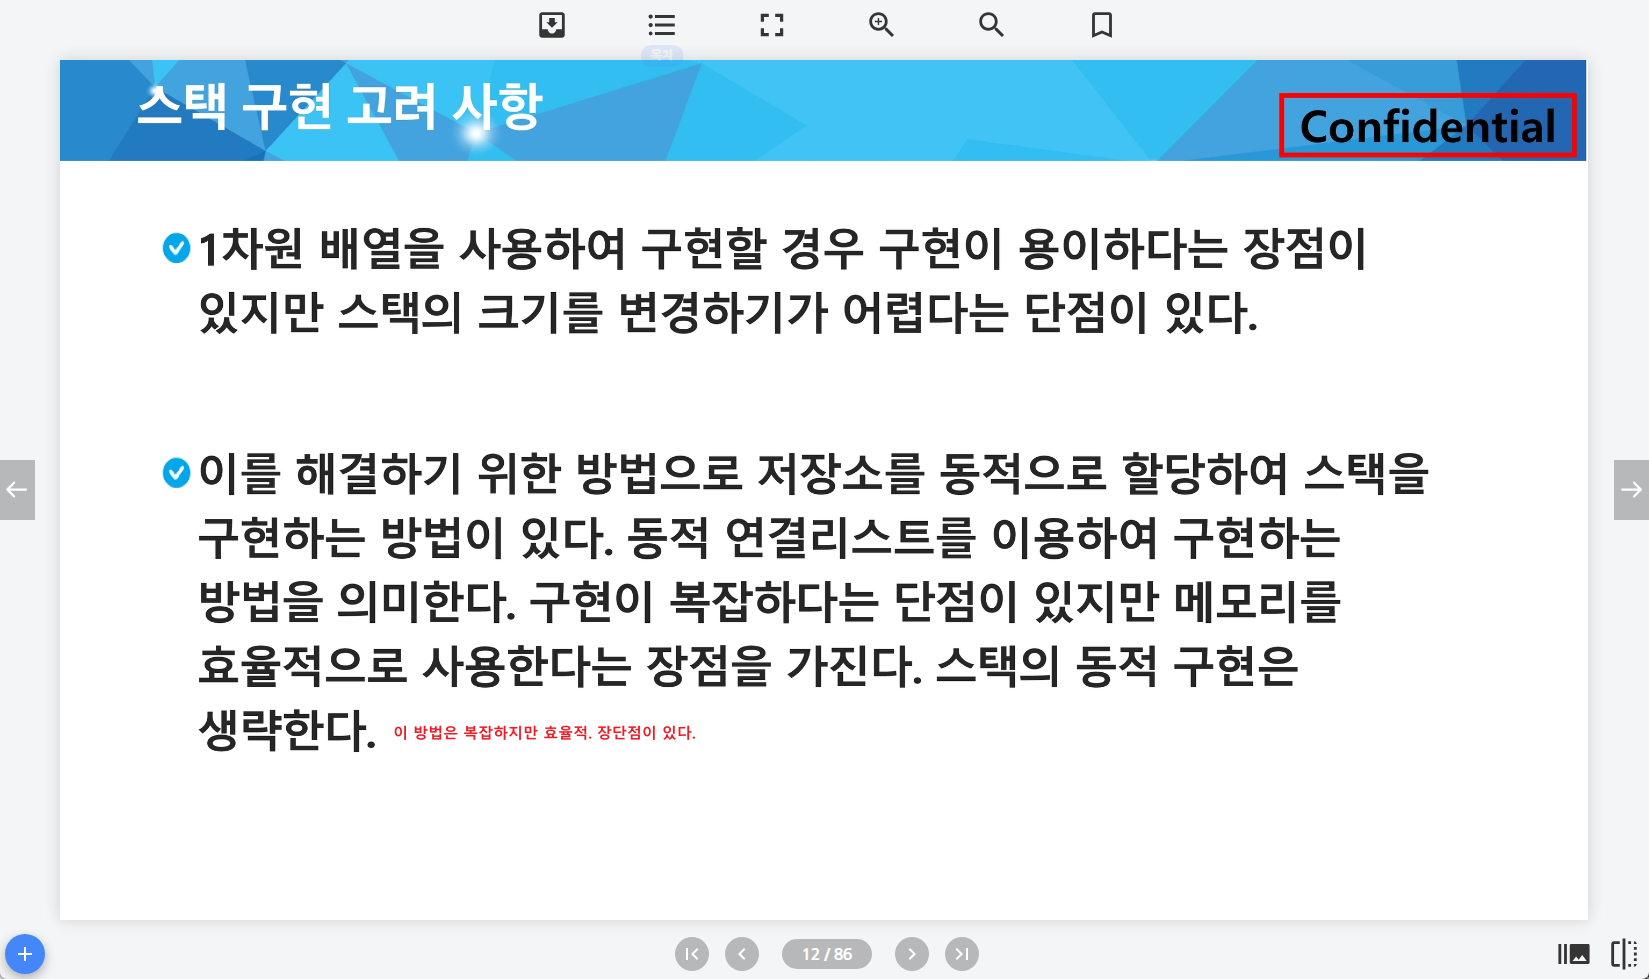 목차
스택 구현 고려 사항
Confidential
1차원 배열을 사용하여 구현할 경우 구현이 용이하다는 장점이
있지만 스택의 크기를 변경하기가 어렵다는 단점이 있다.
이를 해결하기 위한 방법으로 저장소를 동적으로 할당하여 스택을
구현하는 방법이 있다. 동적 연결리스트를 이용하여 구현하는
방법을 의미한다. 구현이 복잡하다는 단점이 있지만 메모리를
효율적으로 사용한다는 장점을 가진다. 스택의 동적 구현은
생략한다. 이 방법은 복잡하지만 효율적. 장단점이 있다.
12 / 86